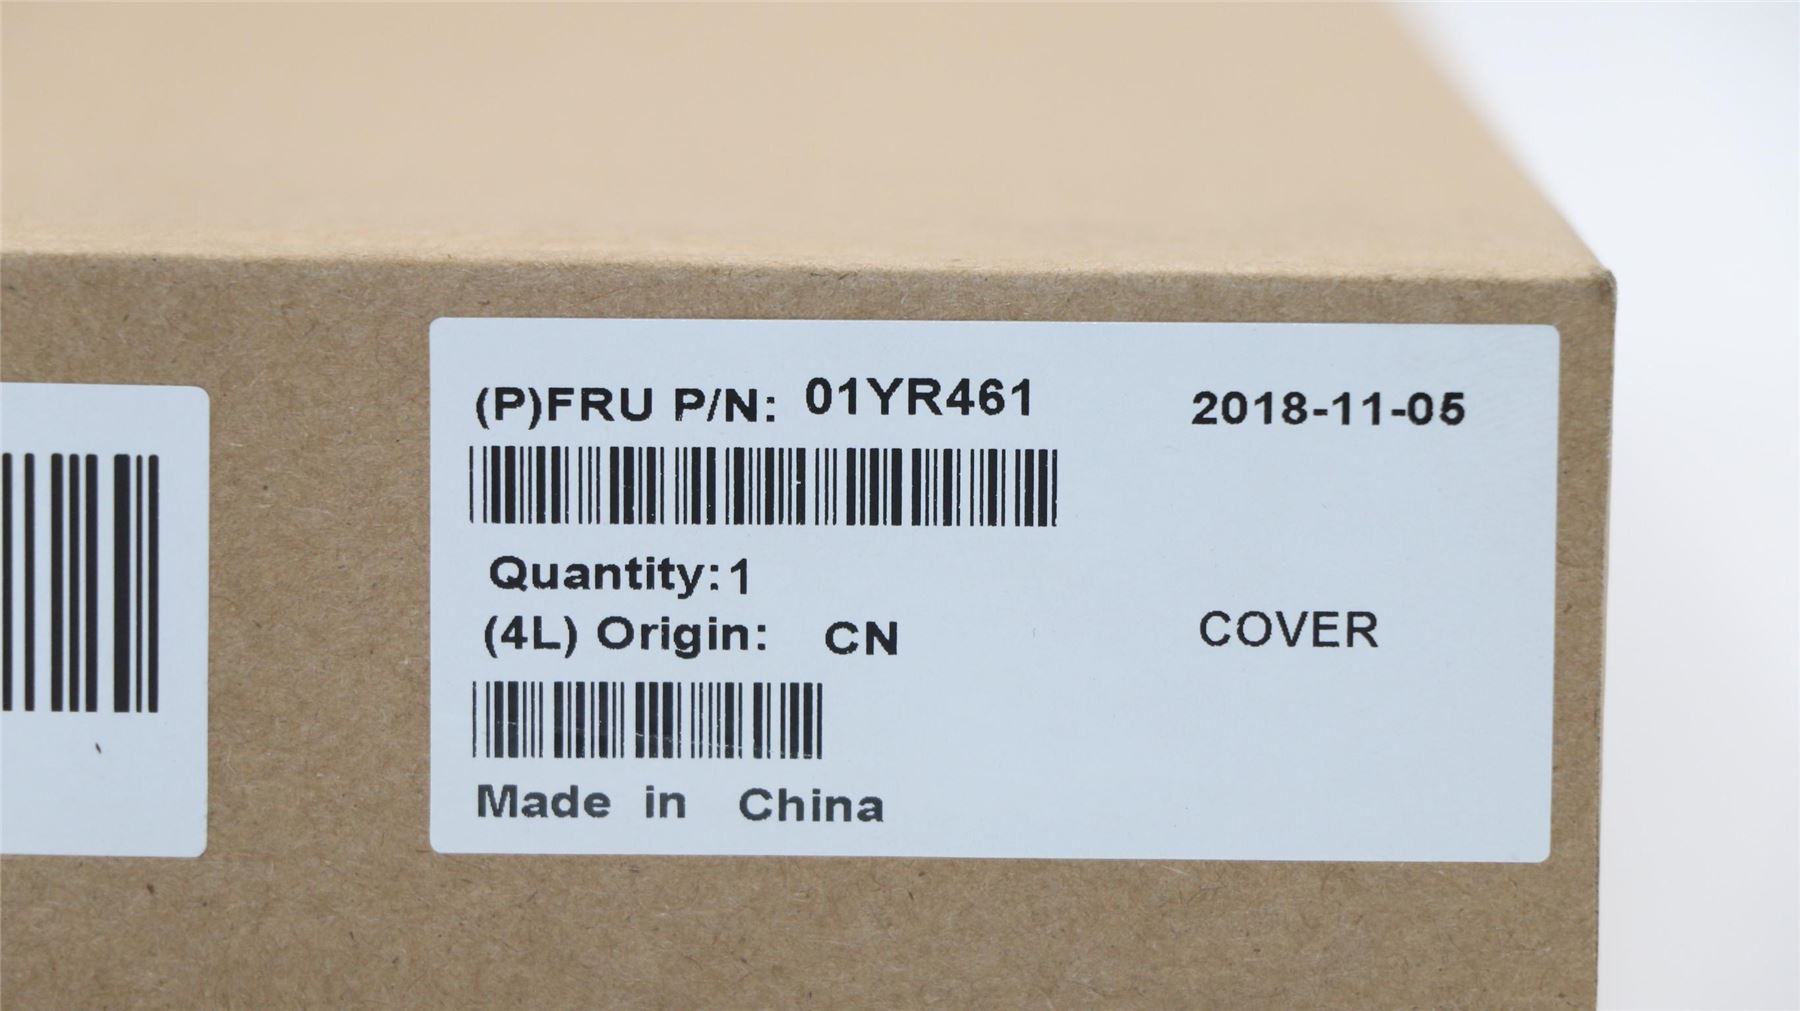 (P)FRU P/N: 01YR461 2018-11-05
Quantity:1
(4L) Origin: CN COVER
Made in China